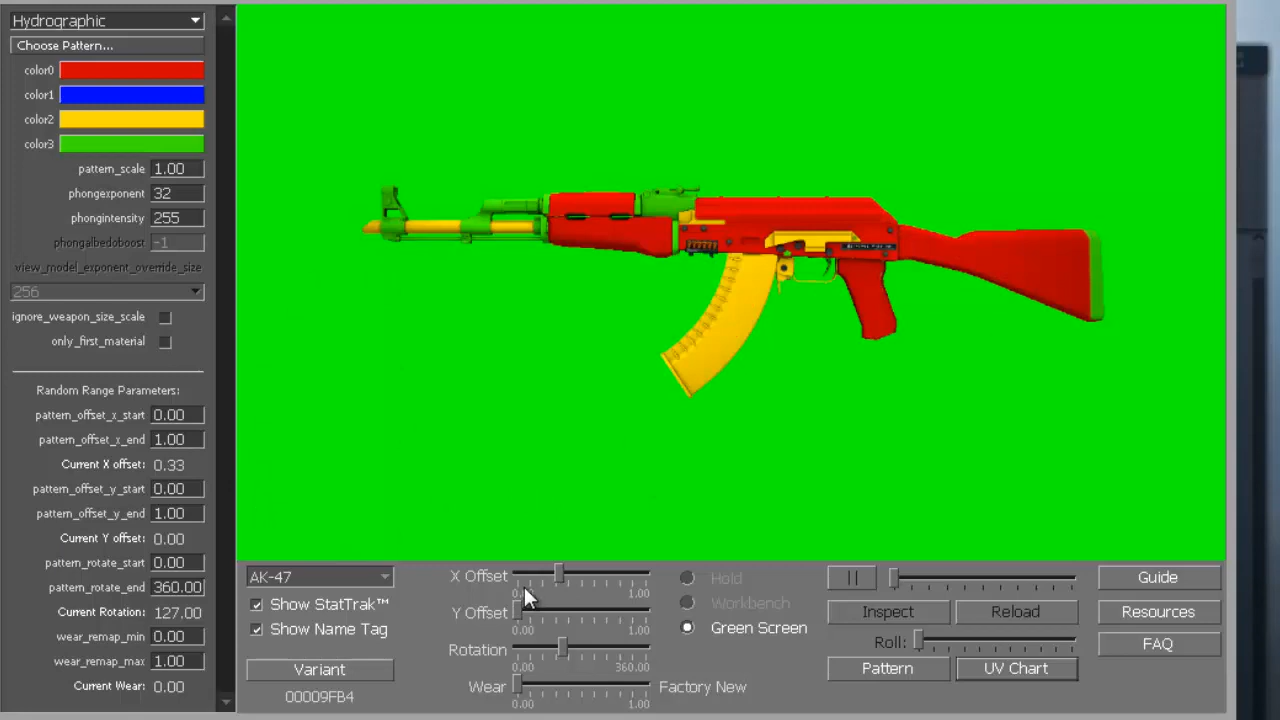 Hydrographic
Choose Pattern...
color0
color1
color2
color3
pattern_scale 1.00
phongexponent 32
phongintensity 255
phongalbedoboost -1
view_model_exponent_override_size
256
ignore_weapon_size_scale
only_first_material
Random Range Parameters:
pattern_offset_x_start 0.00
pattern_offset_x_end 1.00
Current X offset: 0.33
pattern_offset_y_start 0.00
pattern_offset_y_end 1.00
Current Y offset: 0.00
pattern_rotate_start 0.00
pattern_rotate_end 360.00
Current Rotation: 127.00
wear_remap_min 0.00
wear_remap_max 1.00
Current Wear: 0.00
AK-47
Show StatTrak™
Show Name Tag
Variant
00009FB4
X Offset
0.00 1.00
Y Offset
0.00 1.00
Rotation
0.00 360.00
Wear Factory New
0.00 1.00
Hold
Workbench
Green Screen
Inspect Reload
Roll:
Pattern UV Chart
Guide
Resources
FAQ